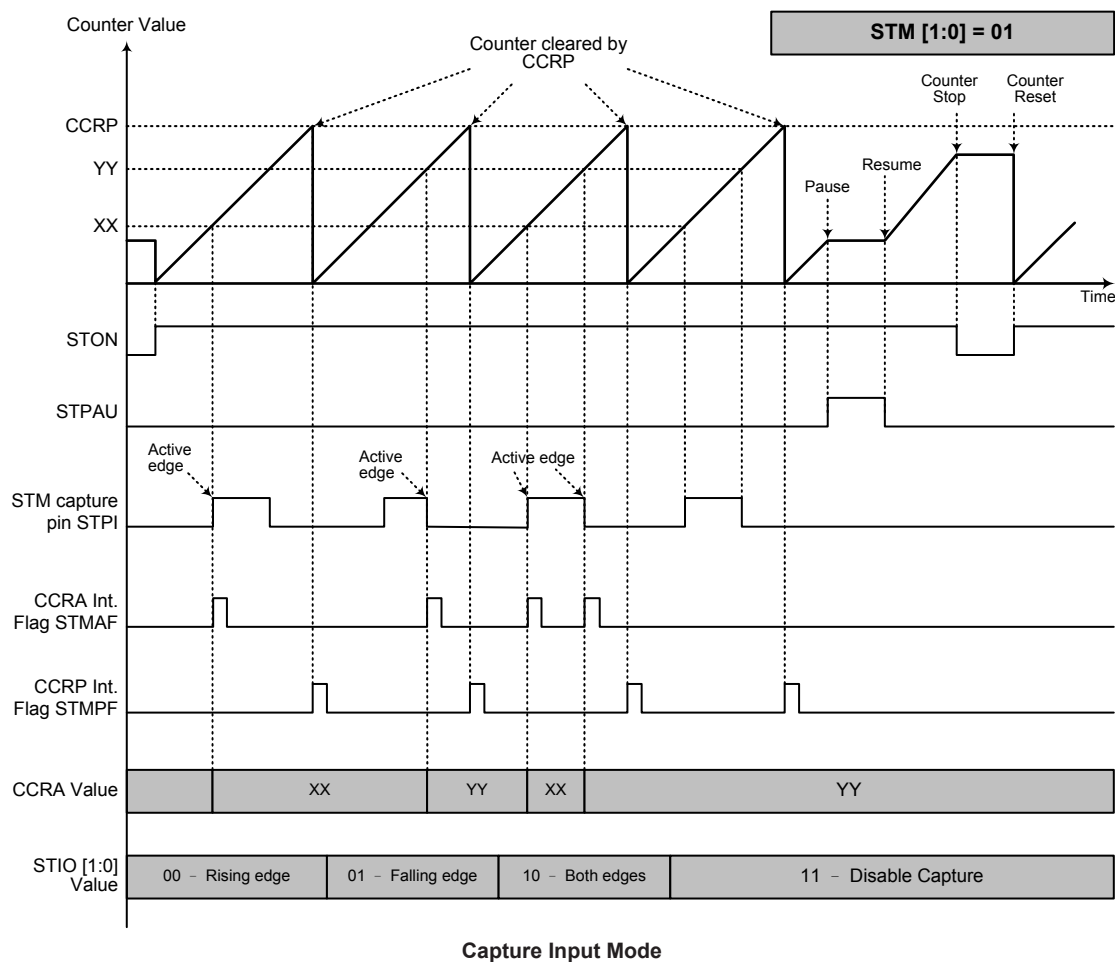 Counter Value
STM [1:0] = 01
Counter cleared by
CCRP
Counter
Stop
Counter
Reset
CCRP
YY
XX
Pause
Resume
Time
STON
STPAU
Active
edge
Active
edge
Active edge
STM capture
pin STPI
CCRA Int.
Flag STMAF
CCRP Int.
Flag STMPF
CCRA Value
XX
YY
XX
YY
STIO [1:0]
Value
00 – Rising edge
01 – Falling edge
10 – Both edges
11 – Disable Capture
Capture Input Mode